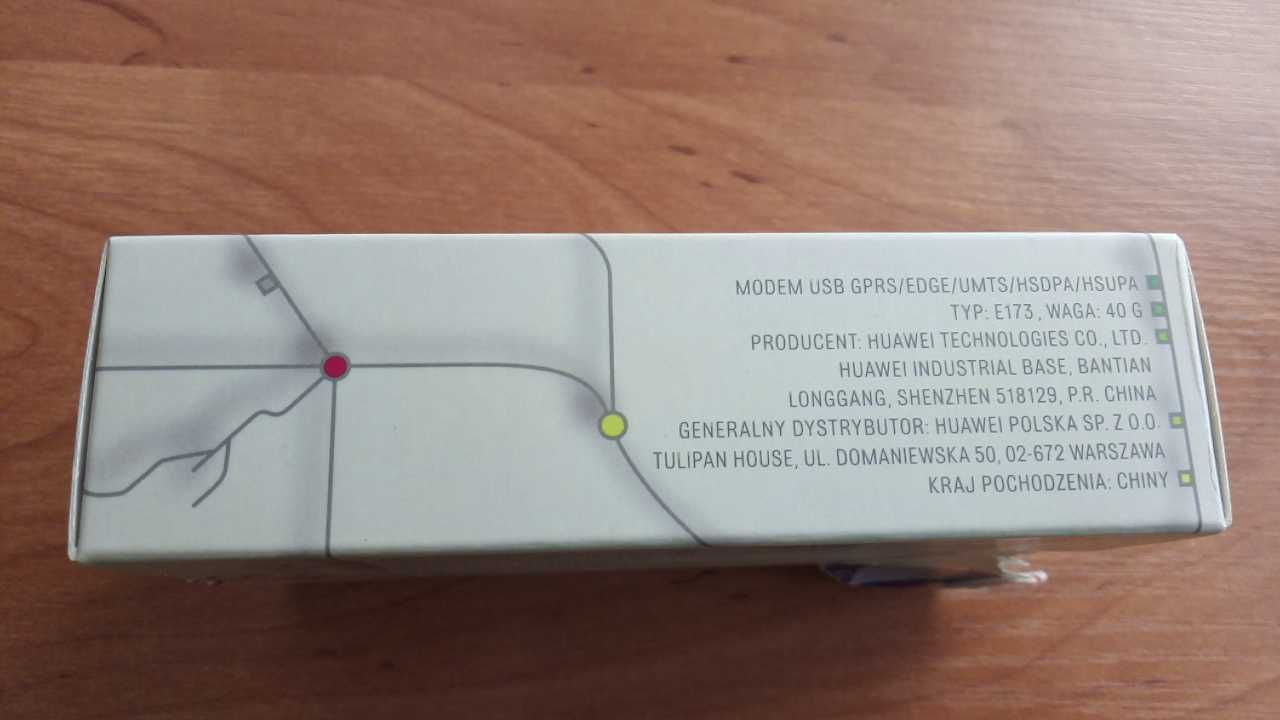 MODEM USB GPRS/EDGE/UMTS/HSDPA/HSUPA
TYP: E173, WAGA: 40 G
PRODUCENT: HUAWEI TECHNOLOGIES CO., LTD.
HUAWEI INDUSTRIAL BASE, BANTIAN
LONGGANG, SHENZHEN 518129, P.R. CHINA
GENERALNY DYSTRYBUTOR: HUAWEI POLSKA SP. Z O.O.
TULIPAN HOUSE, UL. DOMANIEWSKA 50, 02-672 WARSZAWA
KRAJ POCHODZENIA: CHINY